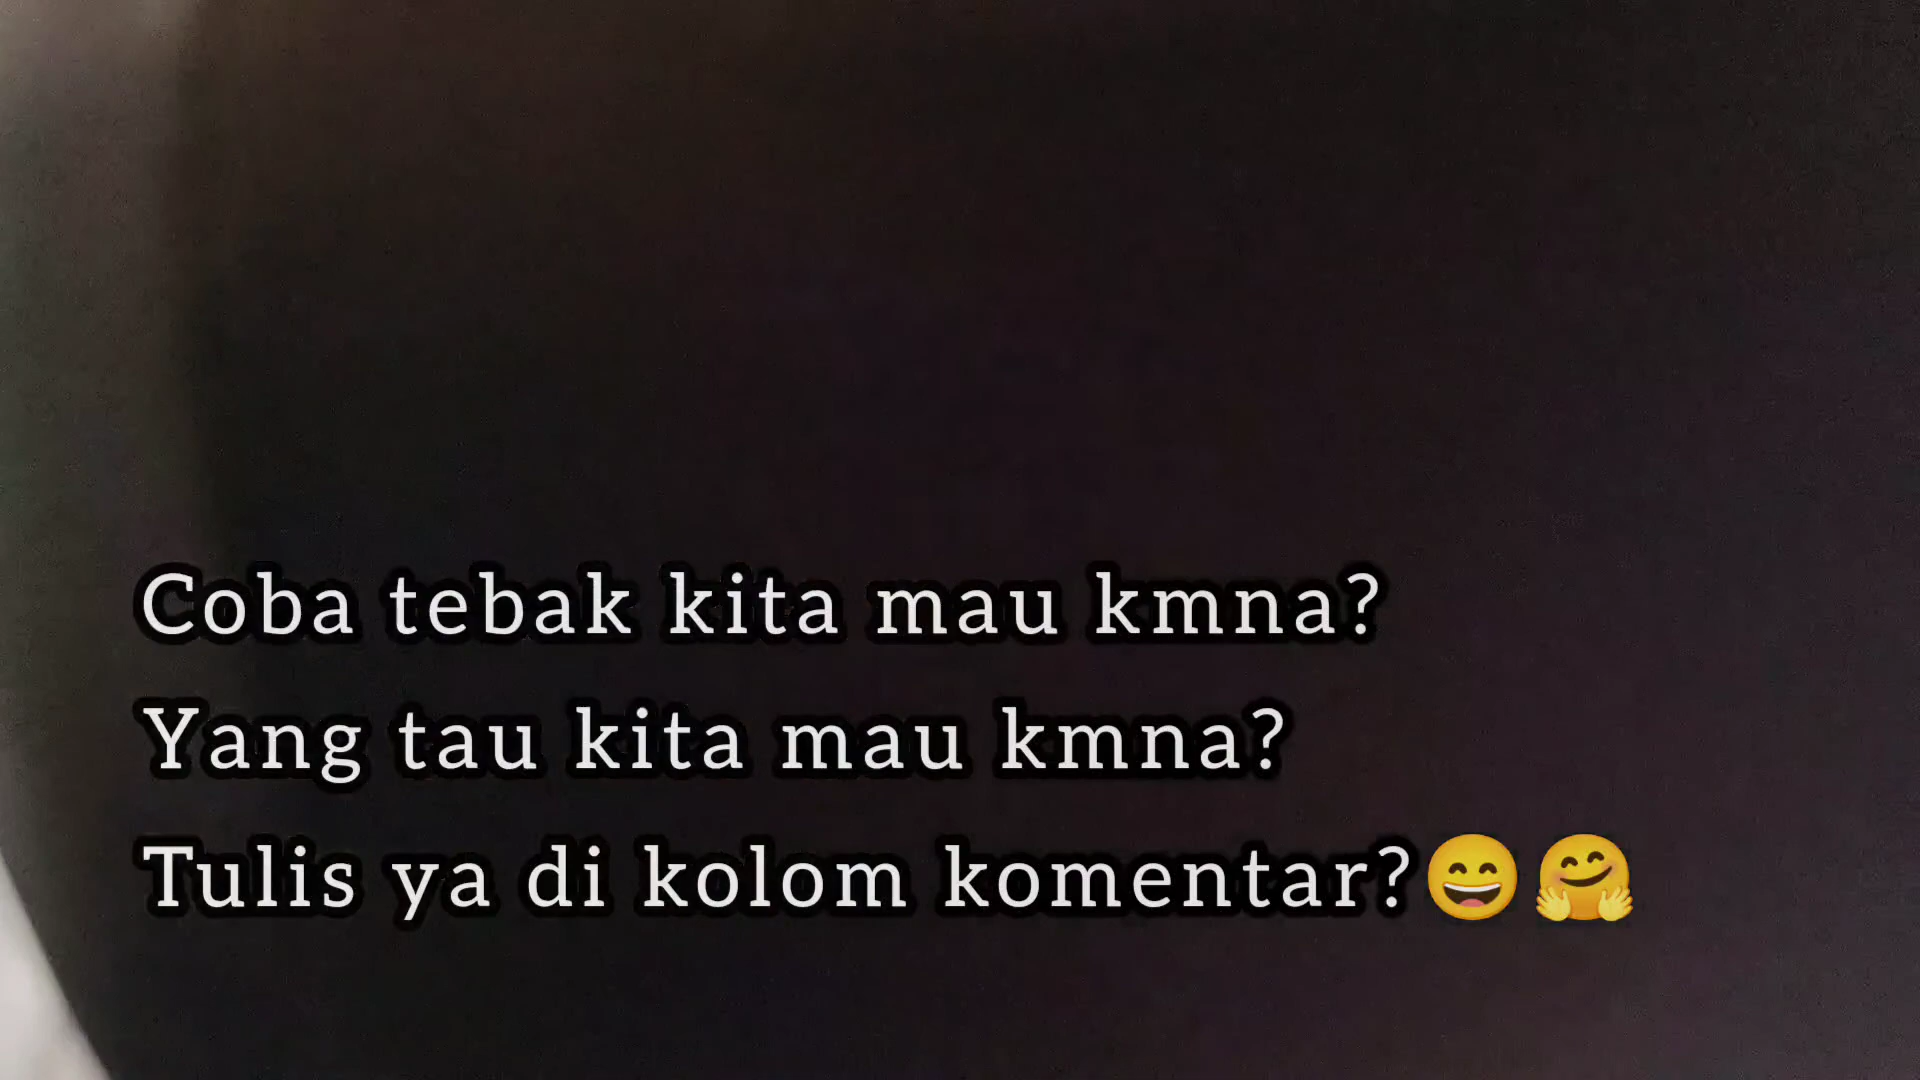 Coba tebak kita mau kmna?
Yang tau kita mau kmna?
Tulis ya di kolom komentar?😄🤗